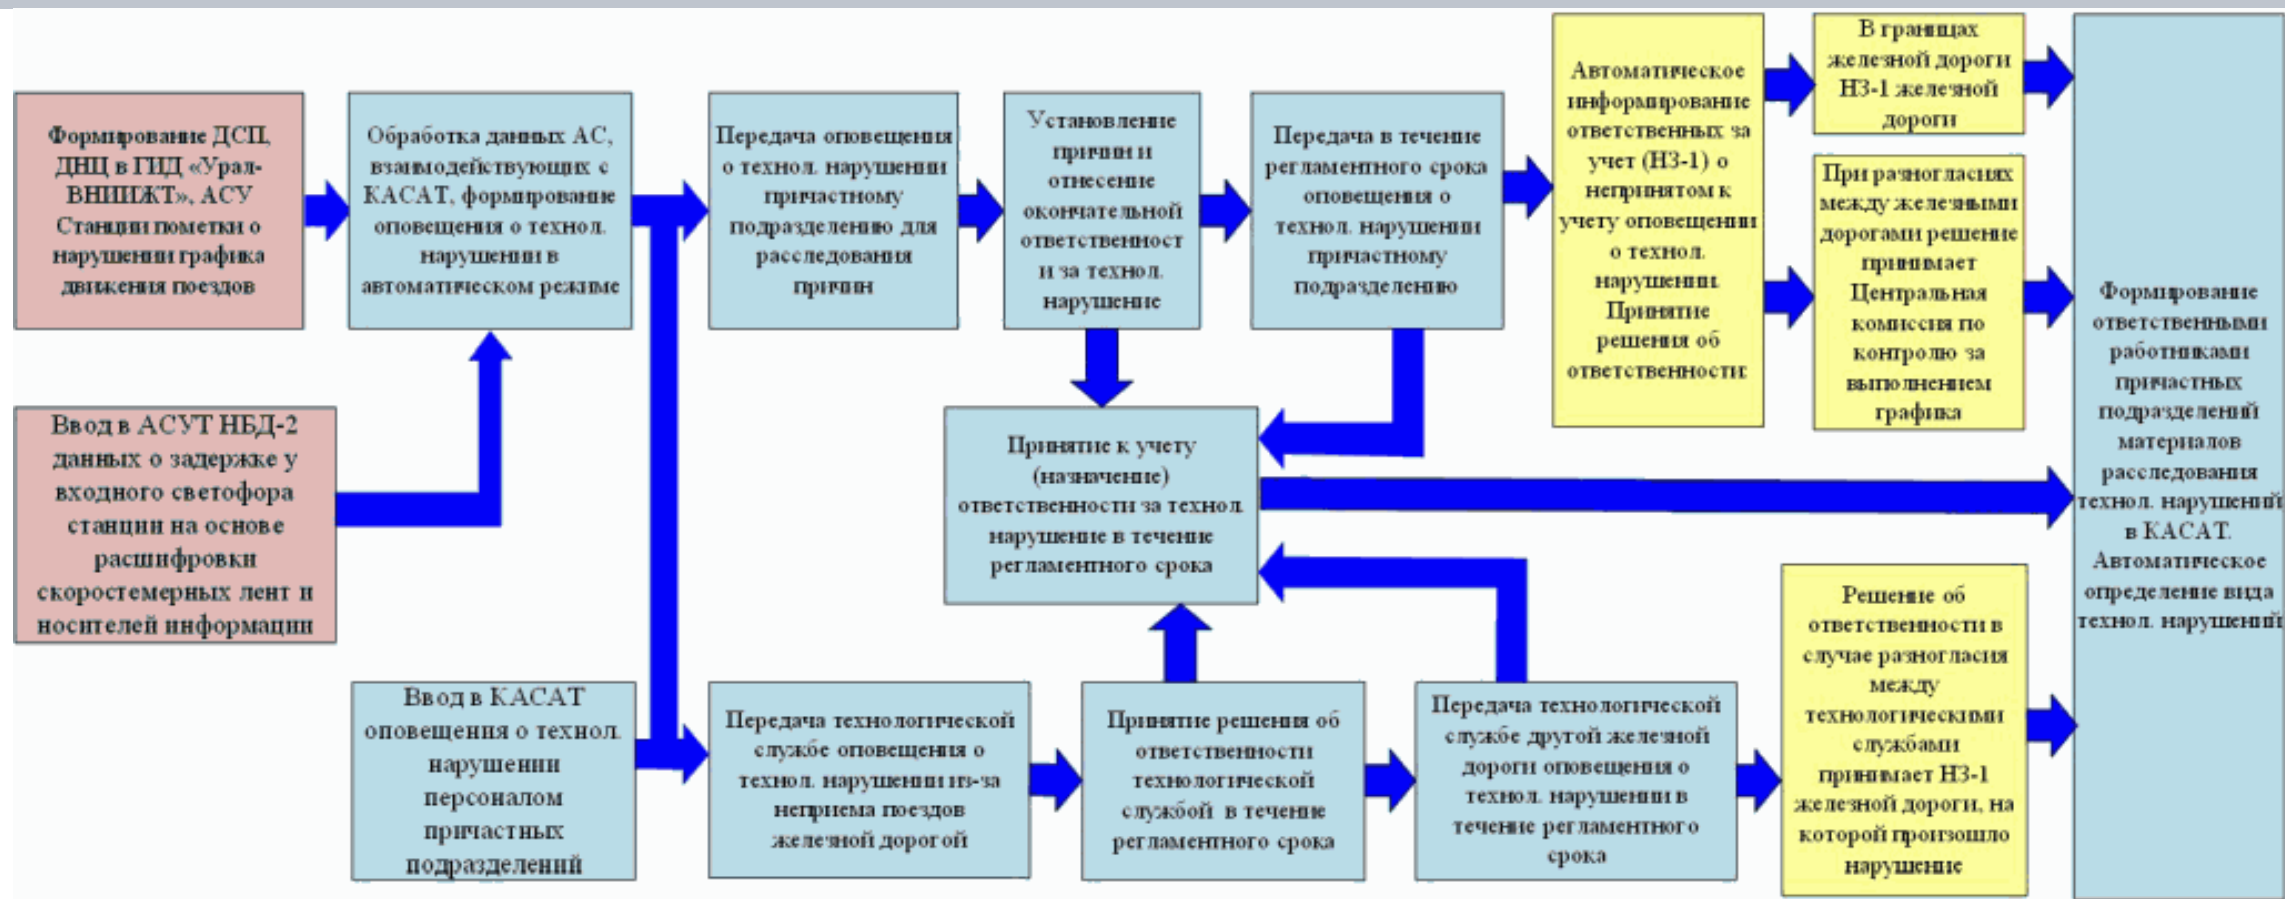 Формирование ДСП,
ДНЦ в ГИД «Урал-
ВНИИЖТ», АСУ
Станции пометки о
нарушении графика
движения поездов
Обработка данных АС,
взаимодействующих с
КАСАТ, формирование
оповещения о технол.
нарушении в
автоматическом режиме
Передача оповещения
о технол. нарушении
причастному
подразделению для
расследования
причин
Установление
причин и
отнесение
окончательной
ответственност
и за технол.
нарушение
Передача в течение
регламентного срока
оповещения о
технол. нарушении
причастному
подразделению
Автоматическое
информирование
ответственных за
учет (НЗ-1) о
непринятом к
учету оповещении
о технол.
нарушении.
Принятие
решения об
ответственности
В границах
железной дороги
НЗ-1 железной
дороги
При разногласиях
между железными
дорогами решение
принимает
Центральная
комиссия по
контролю за
выполнением
графика
Формирование
ответственными
работниками
причастных
подразделений
материалов
расследования
технол. нарушений
в КАСАТ.
Автоматическое
определение вида
технол. нарушений
Ввод в АСУТ НБД-2
данных о задержке у
входного светофора
станции на основе
расшифровки
скоростемерных лент и
носителей информации
Принятие к учету
(назначение)
ответственности за технол.
нарушение в течение
регламентного срока
Ввод в КАСАТ
оповещения о технол.
нарушении
персоналом
причастных
подразделений
Передача технологической
службе оповещения о
технол. нарушении из-за
неприема поездов
железной дорогой
Принятие решения об
ответственности
технологической
службой в течение
регламентного срока
Передача технологической
службе другой железной
дороги оповещения о
технол. нарушении в
течение регламентного
срока
Решение об
ответственности в
случае разногласия
между
технологическими
службами
принимает НЗ-1
железной дороги, на
которой произошло
нарушение